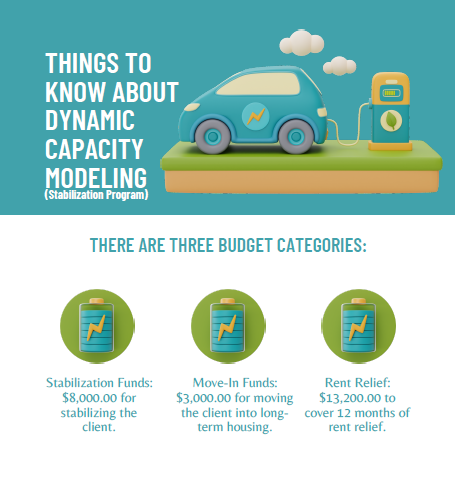 THINGS TO
KNOW ABOUT
DYNAMIC
CAPACITY
MODELING
(Stabilization Program)
THERE ARE THREE BUDGET CATEGORIES:
Stabilization Funds:
$8,000.00 for
stabilizing the
client.
Move-In Funds:
$3,000.00 for moving
the client into long-
term housing.
Rent Relief:
$13,200.00 to
cover 12 months of
rent relief.